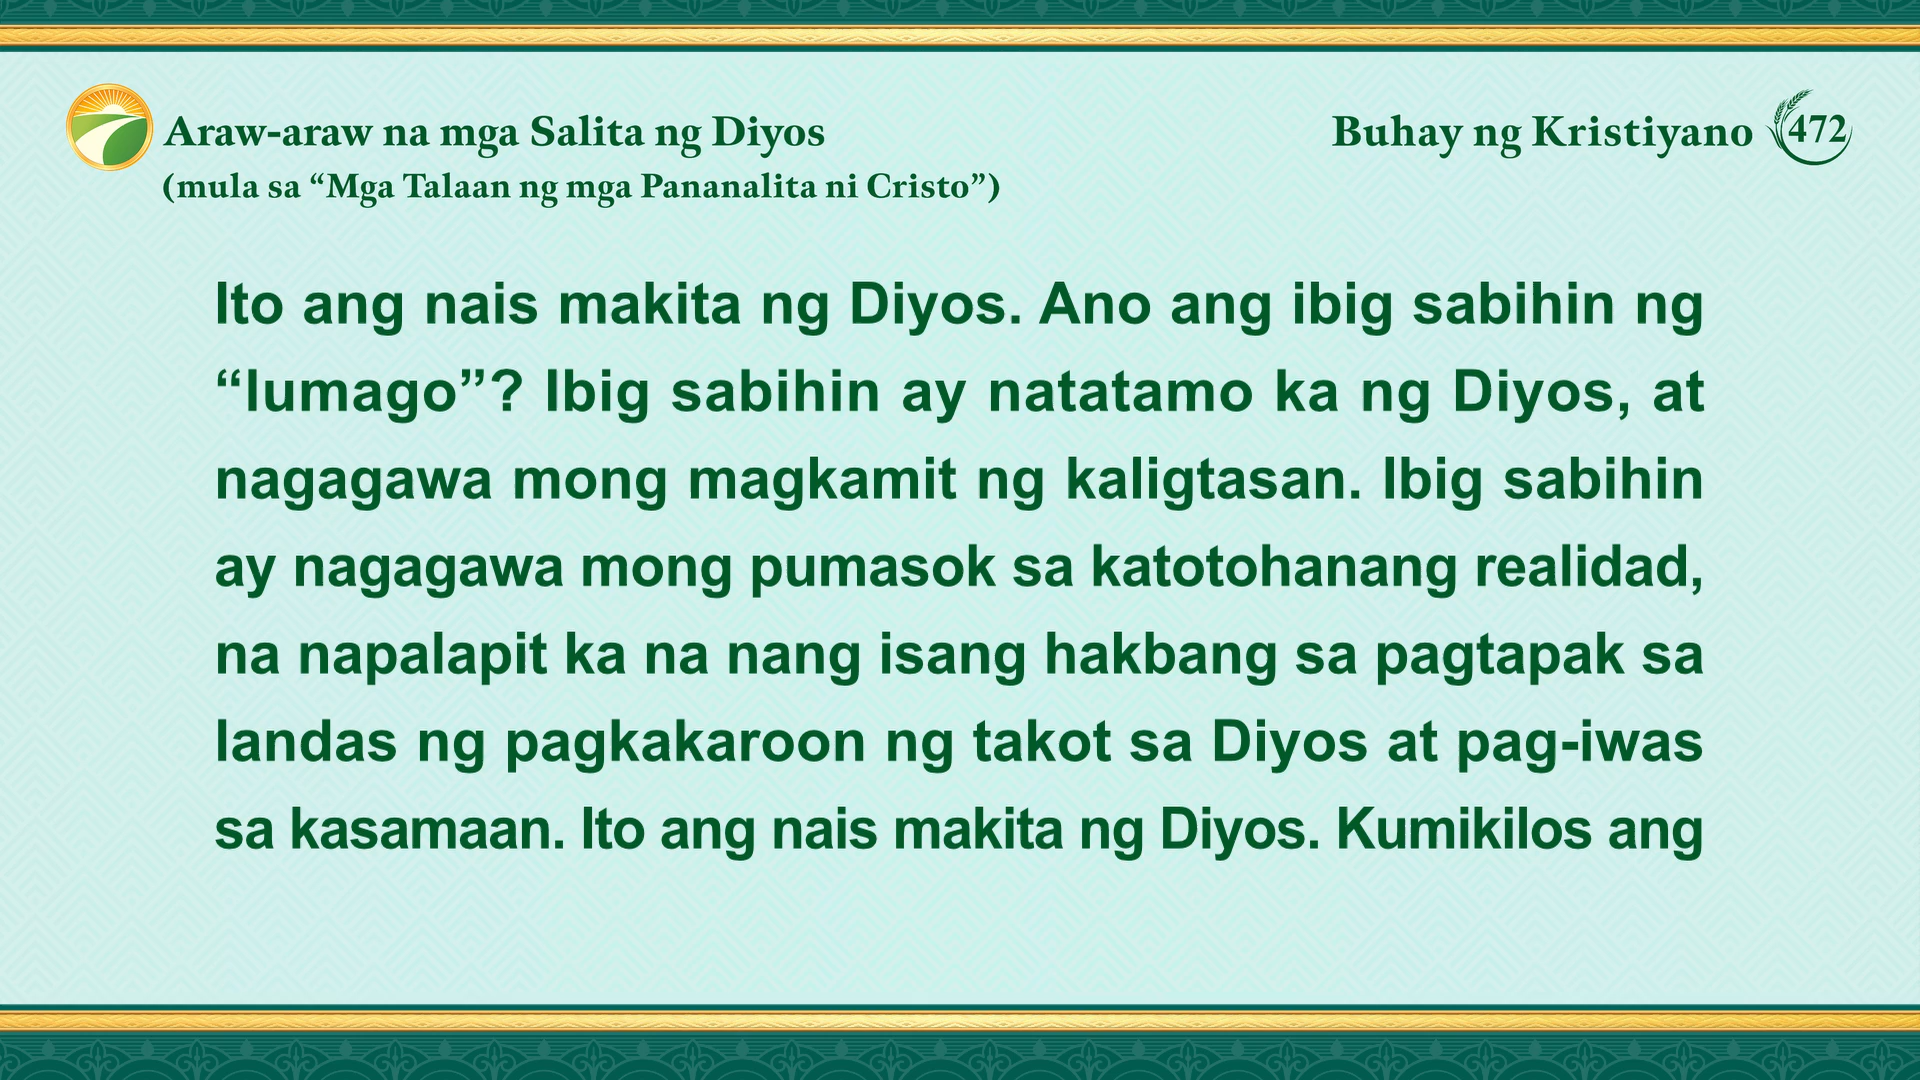 Araw-araw na mga Salita ng Diyos
(mula sa “Mga Talaan ng mga Pananalita ni Cristo”)
Buhay ng Kristiyano 472
Ito ang nais makita ng Diyos. Ano ang ibig sabihin ng
“lumago”? Ibig sabihin ay natatamo ka ng Diyos, at
nagagawa mong magkamit ng kaligtasan. Ibig sabihin
ay nagagawa mong pumasok sa katotohanang realidad,
na napalapit ka na nang isang hakbang sa pagtapak sa
landas ng pagkakaroon ng takot sa Diyos at pag-iwas
sa kasamaan. Ito ang nais makita ng Diyos. Kumikilos ang